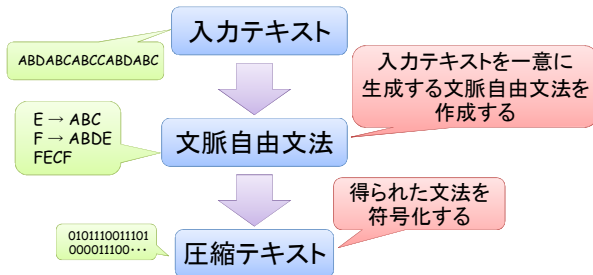 入力テキスト
ABDABCABCCABDABC
入力テキストを一意に
生成する文脈自由文法を
作成する
E → ABC
F → ABDE
FECF
文脈自由文法
得られた文法を
符号化する
0101110011101
000011100･･･
圧縮テキスト